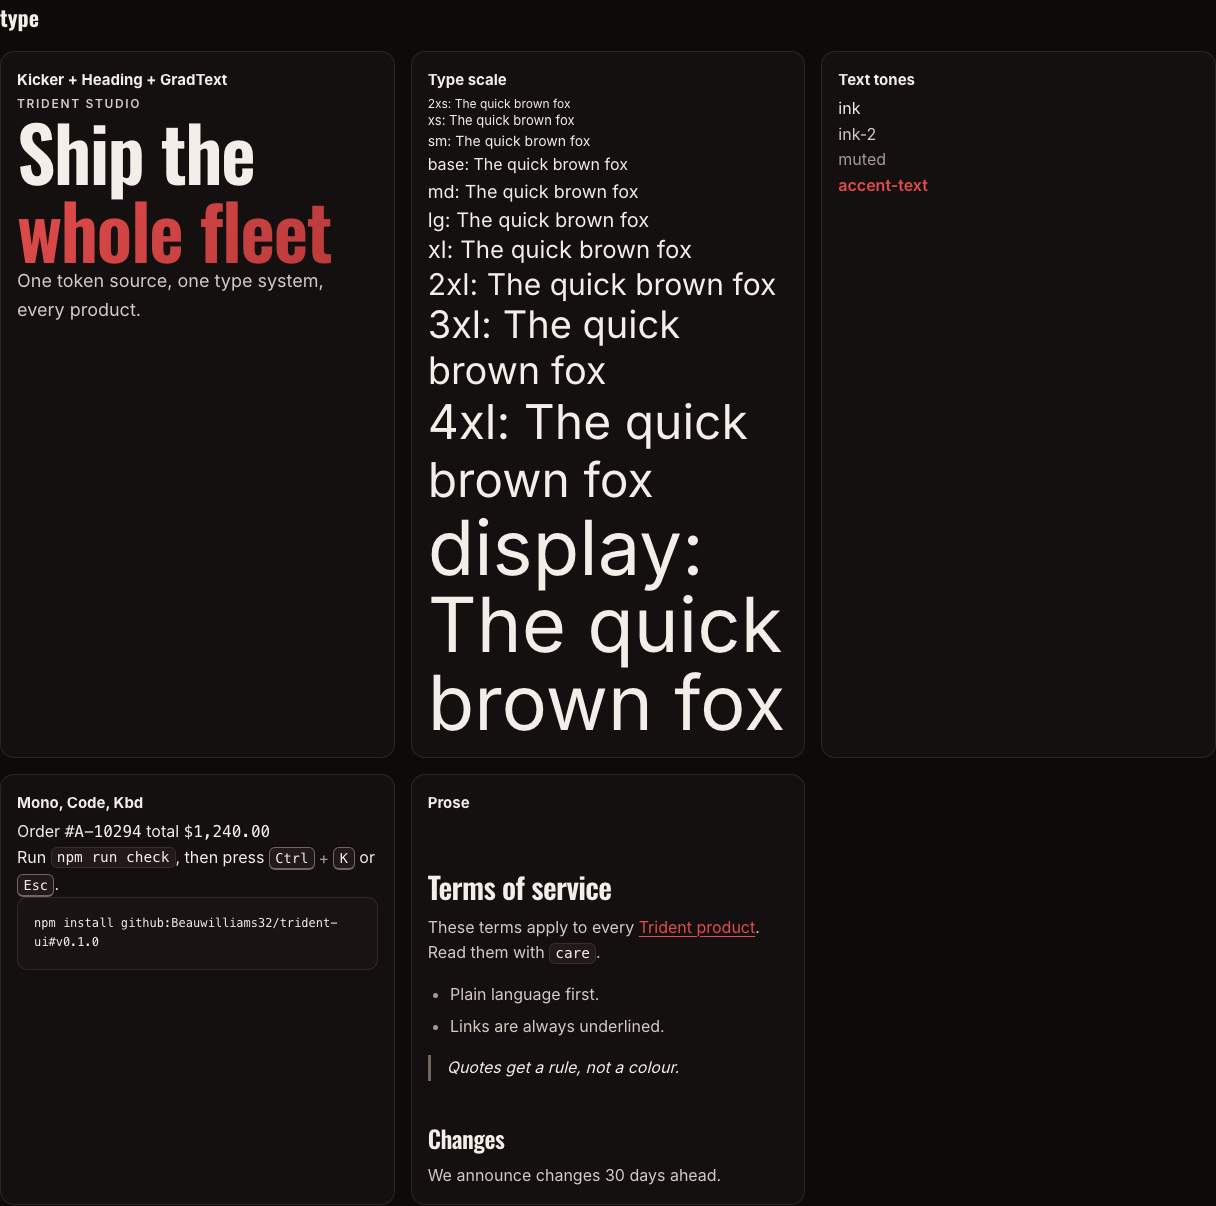 type
Kicker + Heading + GradText
TRIDENT STUDIO
Ship the
whole fleet
One token source, one type system,
every product.
Type scale
2xs: The quick brown fox
xs: The quick brown fox
sm: The quick brown fox
base: The quick brown fox
md: The quick brown fox
lg: The quick brown fox
xl: The quick brown fox
2xl: The quick brown fox
3xl: The quick
brown fox
4xl: The quick
brown fox
display:
The quick
brown fox
Text tones
ink
ink-2
muted
accent-text
Mono, Code, Kbd
Order #A-10294 total $1,240.00
Run npm run check, then press Ctrl + K or
Esc.
npm install github:Beauwilliams32/trident-
ui#v0.1.0
Prose
Terms of service
These terms apply to every Trident product.
Read them with care.
• Plain language first.
• Links are always underlined.
Quotes get a rule, not a colour.
Changes
We announce changes 30 days ahead.